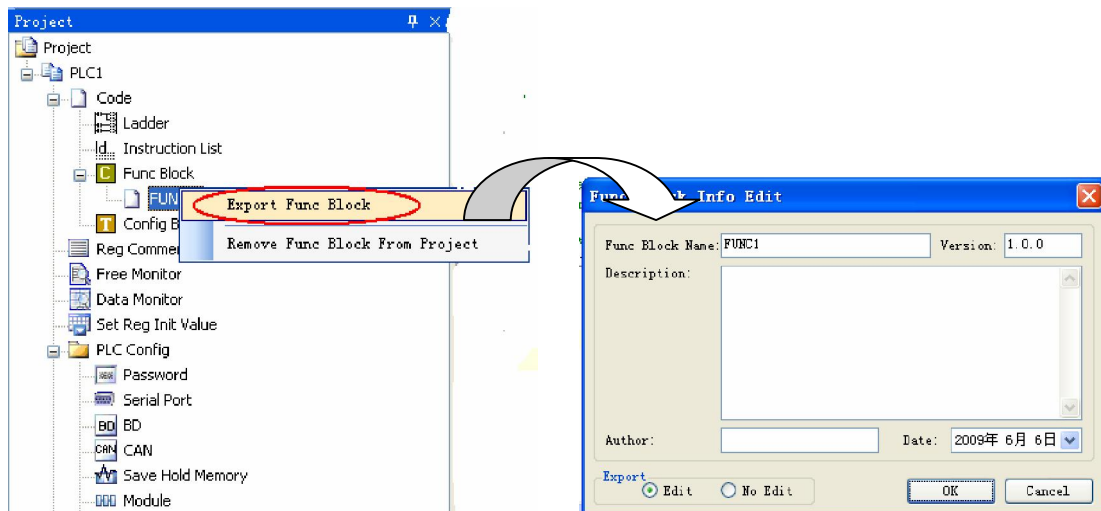 Project
Project
PLC1
Code
Ladder
Instruction List
Func Block
FUN
Export Func Block
Config B
Remove Func Block From Project
Reg Comme
Free Monitor
Data Monitor
Set Reg Init Value
PLC Config
Password
Serial Port
BD BD
CAN CAN
Save Hold Memory
Module
Info Edit
Func Block Name: FUNC1 Version: 1.0.0
Description:
Author: Date: 2009年 6月 6日
Export
Edit No Edit OK Cancel